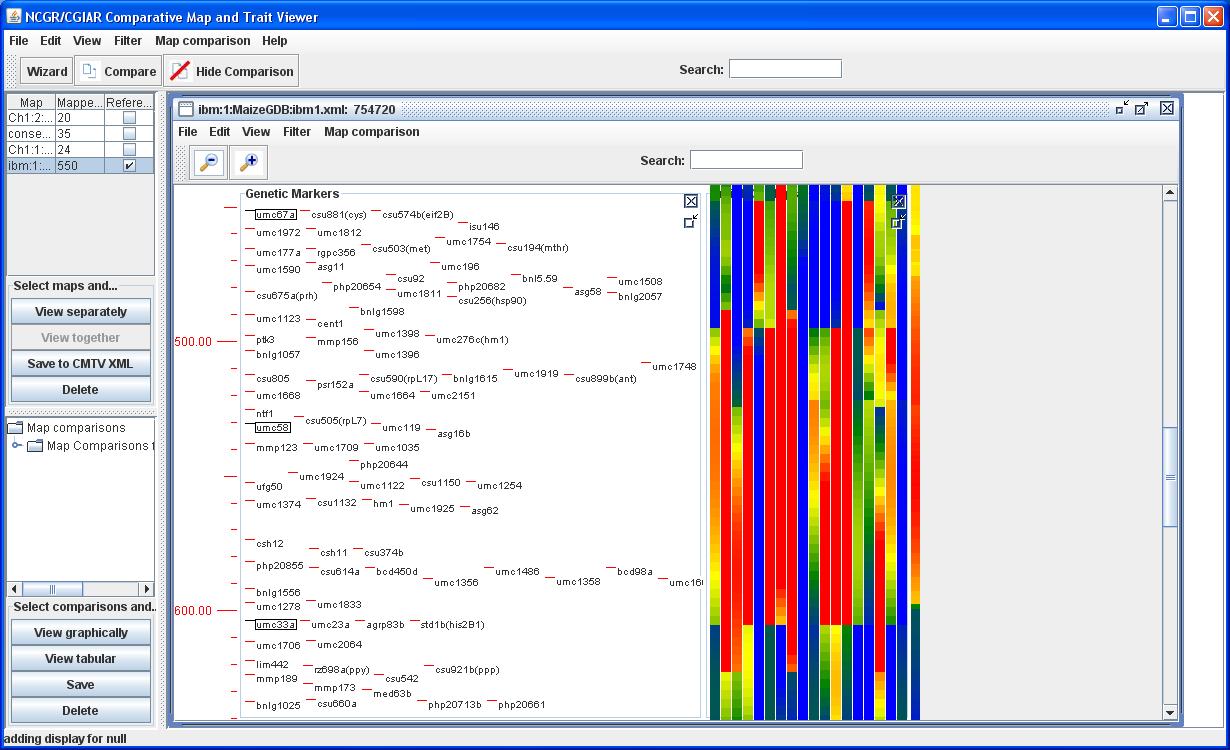 NCGR/CGIAR Comparative Map and Trait Viewer
File Edit View Filter Map comparison Help
Wizard Compare Hide Comparison Search:
Map Mappe... Refere...
Ch1:2:... 20
conse... 35
Ch1:1:... 24
ibm:1:... 550
Select maps and...
View separately
View together
Save to CMTV XML
Delete
Map comparisons
Map Comparisons
Select comparisons and..
View graphically
View tabular
Save
Delete
adding display for null
ibm:1:MaizeGDB:ibm1.xml: 754720
File Edit View Filter Map comparison
Search:
Genetic Markers
umc67a csu881(cys) csu574b(eif2B)
isu146
umc1972 umc1812
umc1754
csu503(met) csu194(mthr)
umc177a rgpc356
umc1590 asg11 umc196
csu92 bnl5.59 umc1508
php20654 php20682
csu675a(prh) umc1811 asg58 bnlg2057
csu256(hsp90)
bnlg1598
umc1123 cent1
umc1398
500.00 ptk3 mmp156 umc276c(hm1)
bnlg1057 umc1396
umc1748
umc1919
csu805 csu590(rpL17) bnlg1615 csu899b(ant)
psr152a
umc1668 umc1664 umc2151
ntf1
csu505(rpL7)
umc58 umc119
asg16b
mmp123 umc1709 umc1035
php20644
umc1924
ufg50 umc1122 csu1150 umc1254
umc1374 csu1132 hm1
umc1925 asg62
csh12
csh11 csu374b
php20855
csu614a bcd450d umc1486 bcd98a
umc1356 umc1358 umc16
bnlg1556
600.00 umc1278 umc1833
umc33a umc23a agrp83b std1b(his2B1)
umc1706 umc2064
lim442 rz698a(ppy) csu921b(ppp)
mmp189 csu542
mmp173 med63b
bnlg1025 csu660a php20713b php20661